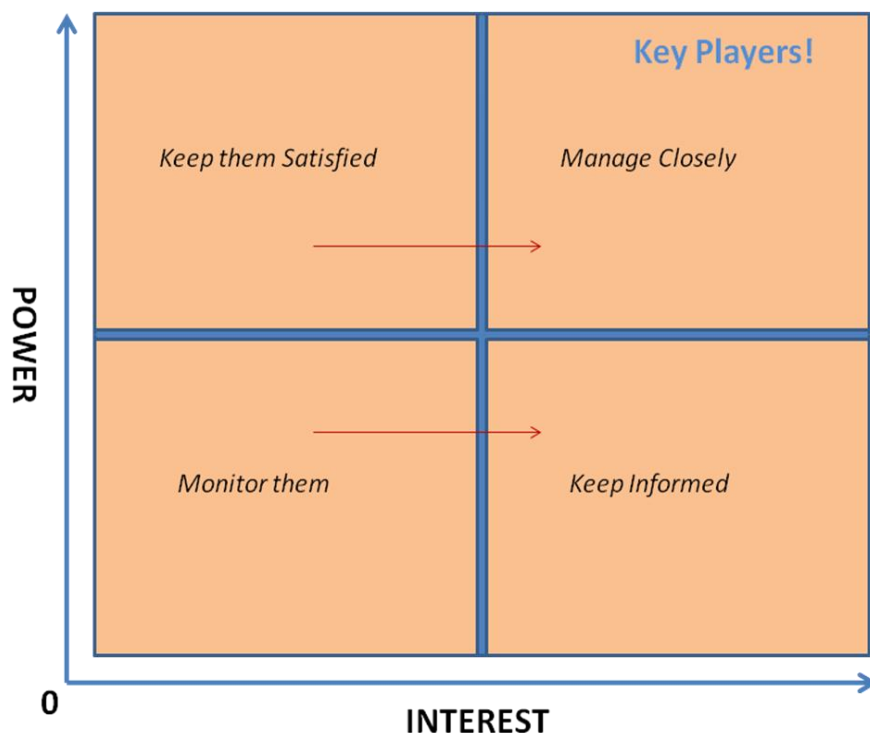 Key Players!
Keep them Satisfied
Manage Closely
POWER
Monitor them
Keep Informed
0
INTEREST